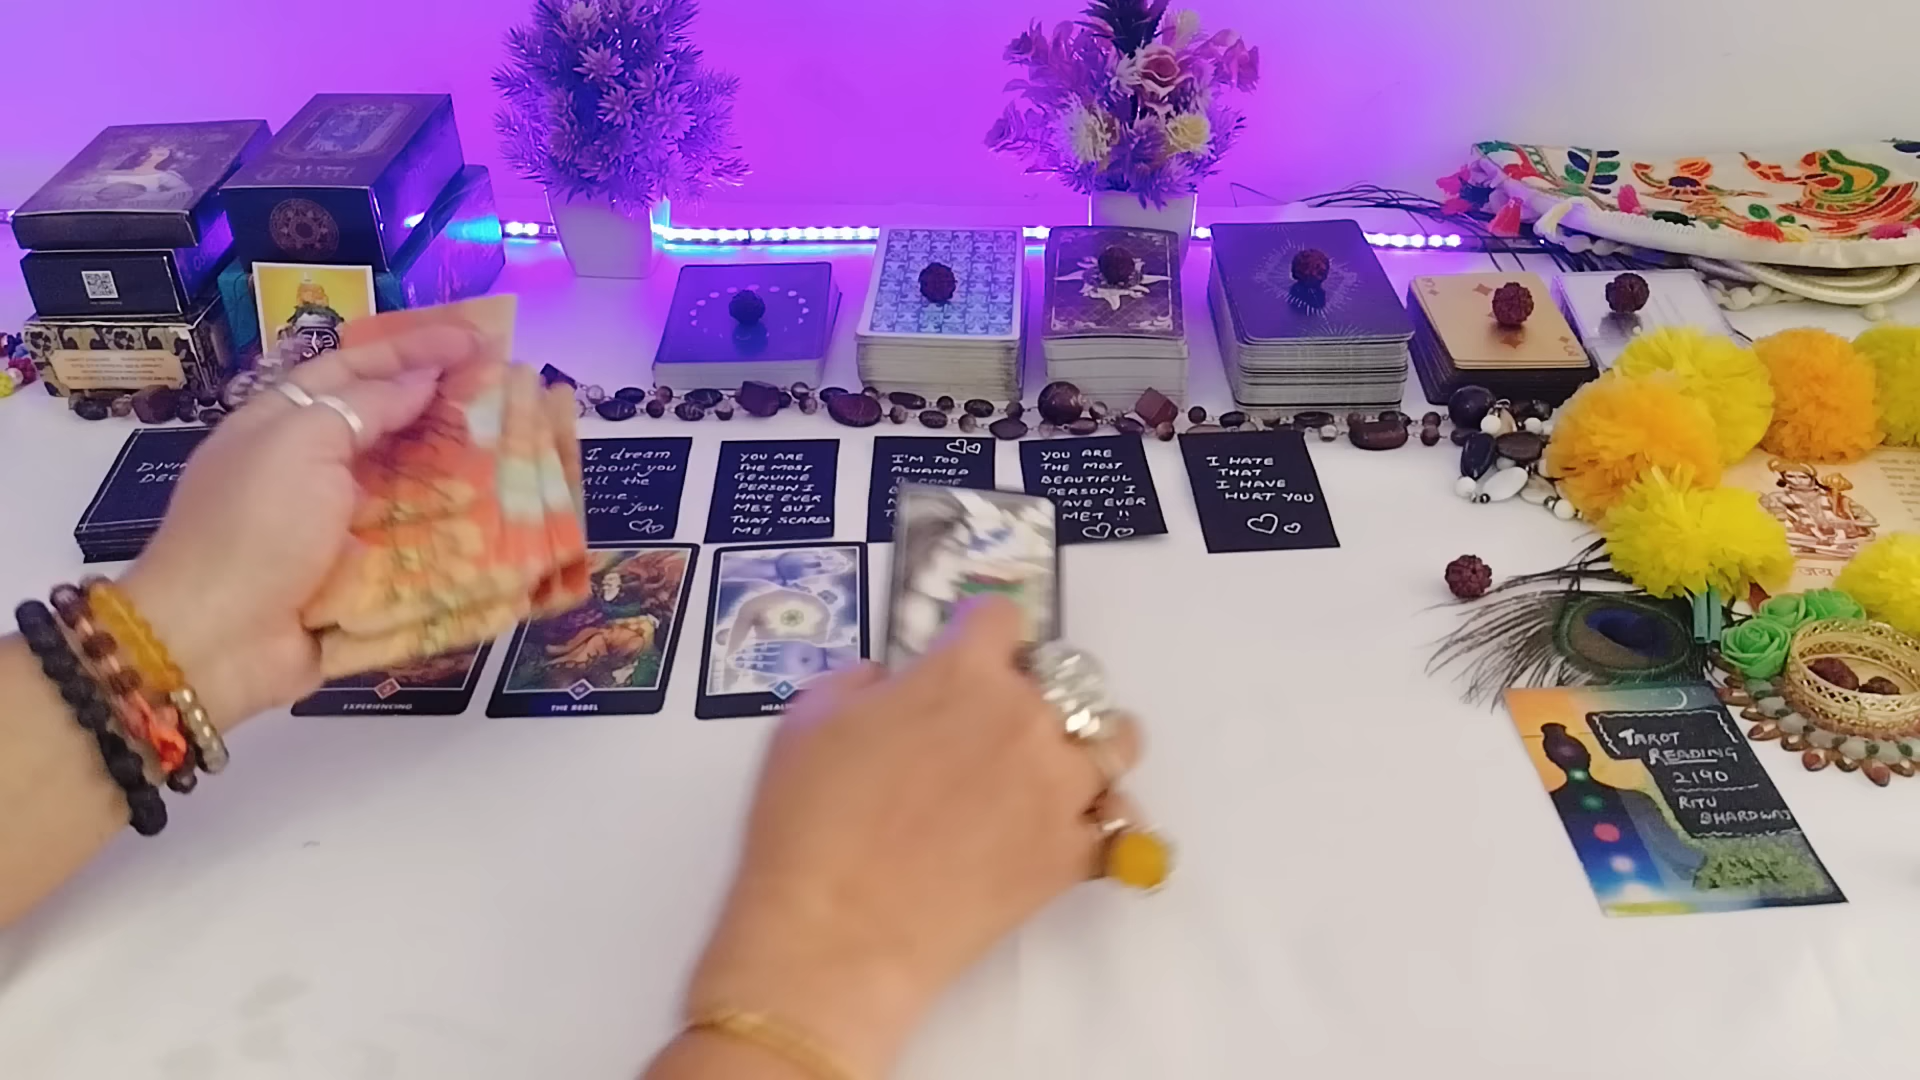 I dream
about you
all the
time.
YOU ARE
THE MOST
GENUINE
PERSON I
HAVE EVER
MET, BUT
THAT SCARES
ME!
I'M TOO
ASHAMED
YOU ARE
THE MOST
BEAUTIFUL
PERSON I
HAVE EVER
MET !!
I HATE
THAT
I HAVE
HURT YOU
EXPERIENCING
THE REBEL
TAROT
READING
2190
RITU
BHARDWAJ
जय